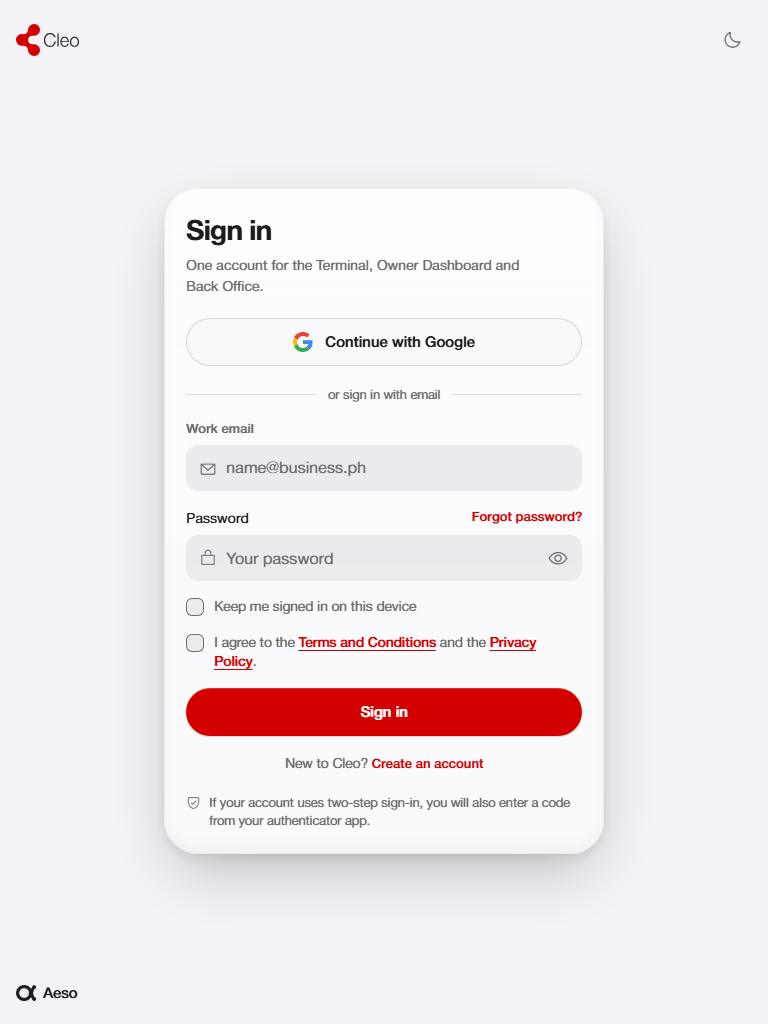 Cleo
Sign in
One account for the Terminal, Owner Dashboard and
Back Office.
Continue with Google
or sign in with email
Work email
name@business.ph
Password
Forgot password?
Your password
Keep me signed in on this device
I agree to the Terms and Conditions and the Privacy
Policy.
Sign in
New to Cleo? Create an account
If your account uses two-step sign-in, you will also enter a code
from your authenticator app.
Aeso